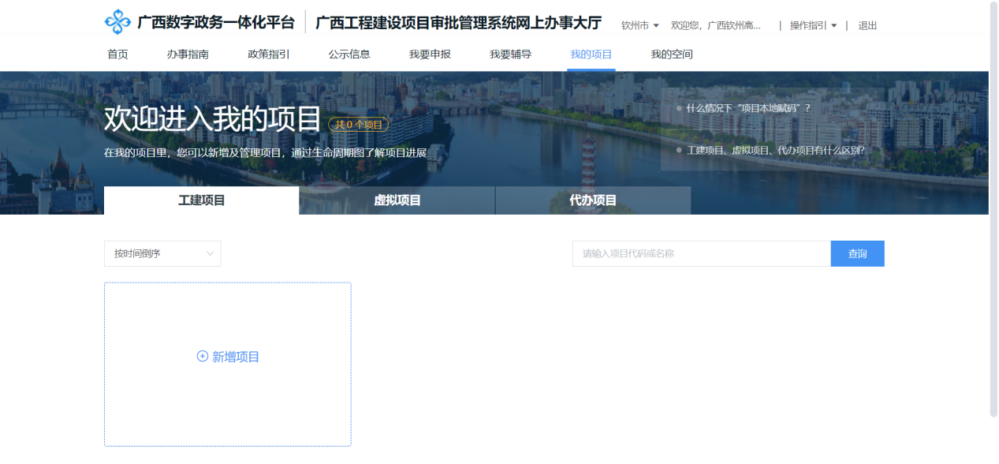 广西数字政务一体化平台 广西工程建设项目审批管理系统网上办事大厅 钦州市 欢迎您，广西钦州高... | 操作指引 | 退出
首页 办事指南 政策指引 公示信息 我要申报 我要辅导 我的项目 我的空间
什么情况下“项目本地赋码”？
欢迎进入我的项目 共 0 个项目
工建项目、虚拟项目、代办项目有什么区别?
在我的项目里，您可以新增及管理项目，通过生命周期图了解项目进展
工建项目 虚拟项目 代办项目
按时间倒序 请输入项目代码或名称 查询
新增项目